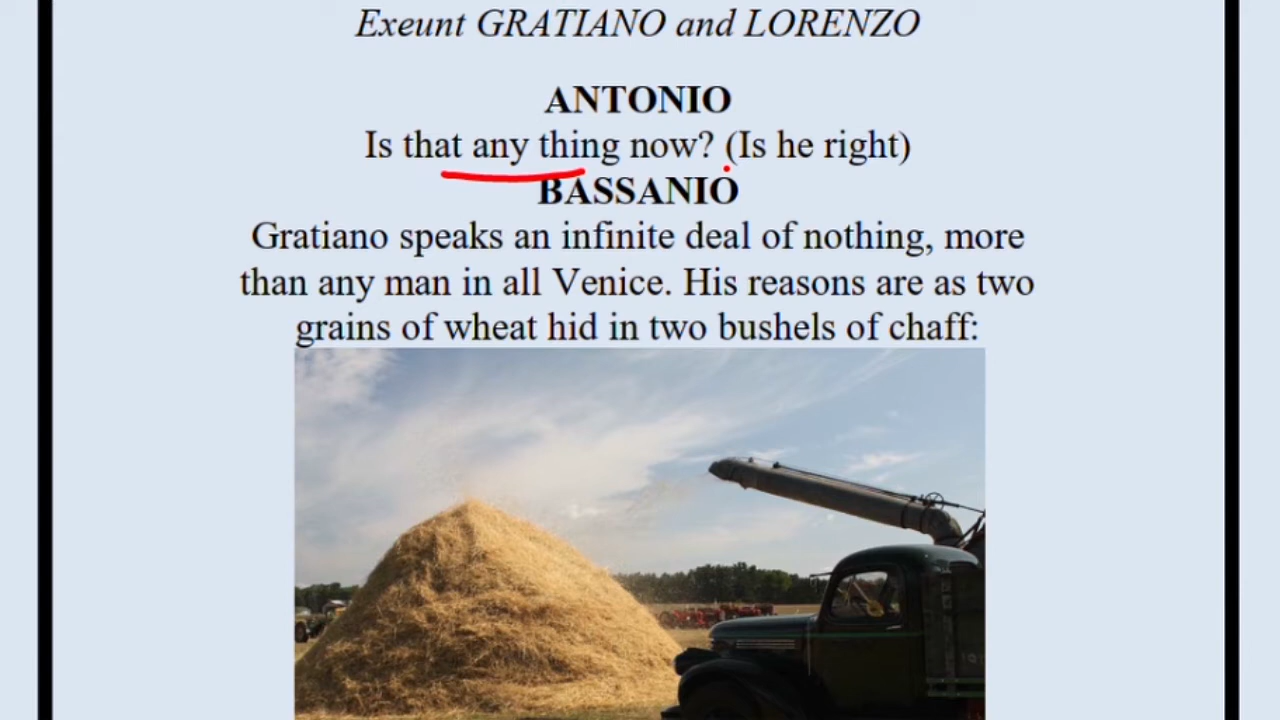 Exeunt GRATIANO and LORENZO
ANTONIO
Is that any thing now? (Is he right)
BASSANIO
Gratiano speaks an infinite deal of nothing, more
than any man in all Venice. His reasons are as two
grains of wheat hid in two bushels of chaff: